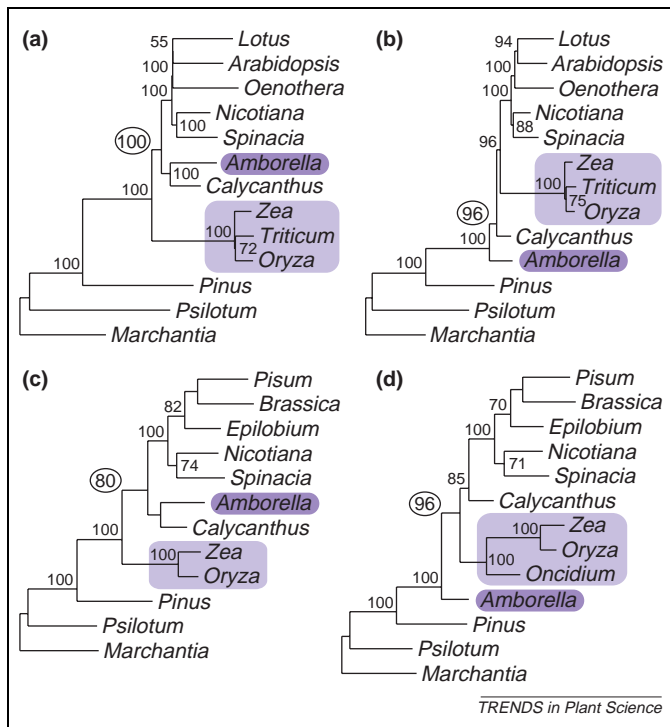 (a)
55
Lotus
100
Arabidopsis
100
Oenothera
Nicotiana
100
Spinacia
100
Amborella
100
Calycanthus
100
Zea
100
Triticum
72
Oryza
100
Pinus
Psilotum
Marchantia
(b)
94
Lotus
Arabidopsis
100
Oenothera
Nicotiana
88
Spinacia
96
Zea
100
Triticum
75
Oryza
96
Calycanthus
100
Amborella
100
Pinus
Psilotum
Marchantia
(c)
Pisum
82
Brassica
Epilobium
100
Nicotiana
74
Spinacia
80
Amborella
Calycanthus
100
Zea
100
Oryza
100
Pinus
Psilotum
Marchantia
(d)
Pisum
70
Brassica
Epilobium
100
Nicotiana
71
Spinacia
85
Calycanthus
96
Zea
100
Oryza
100
Oncidium
100
Amborella
100
Pinus
Psilotum
Marchantia
TRENDS in Plant Science